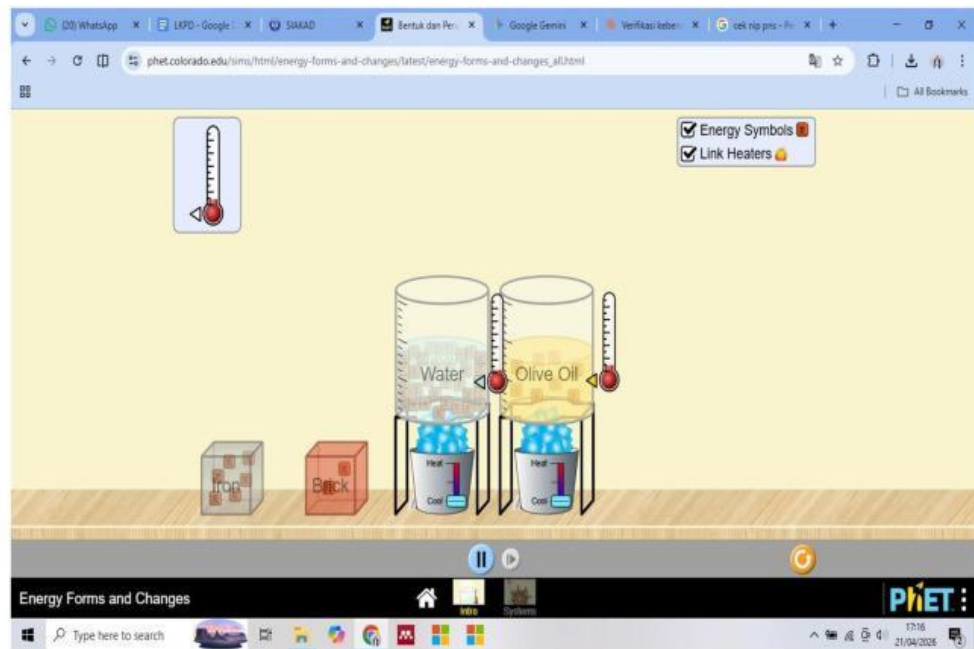 (20) WhatsApp
LKPD - Google
SIAKAD
Bentuk dan Per
Google Gemini
Verifikasi keben
cek nip pns - Pe
phet.colorado.edu/sims/html/energy-forms-and-changes/latest/energy-forms-and-changes_all.html
All Bookmarks
Energy Symbols E
Link Heaters
Water
Olive Oil
Iron
Brick
Heat
Cool
Heat
Cool
Energy Forms and Changes
Intro
Systems
PhET
Type here to search
17:16
21/04/2026
2